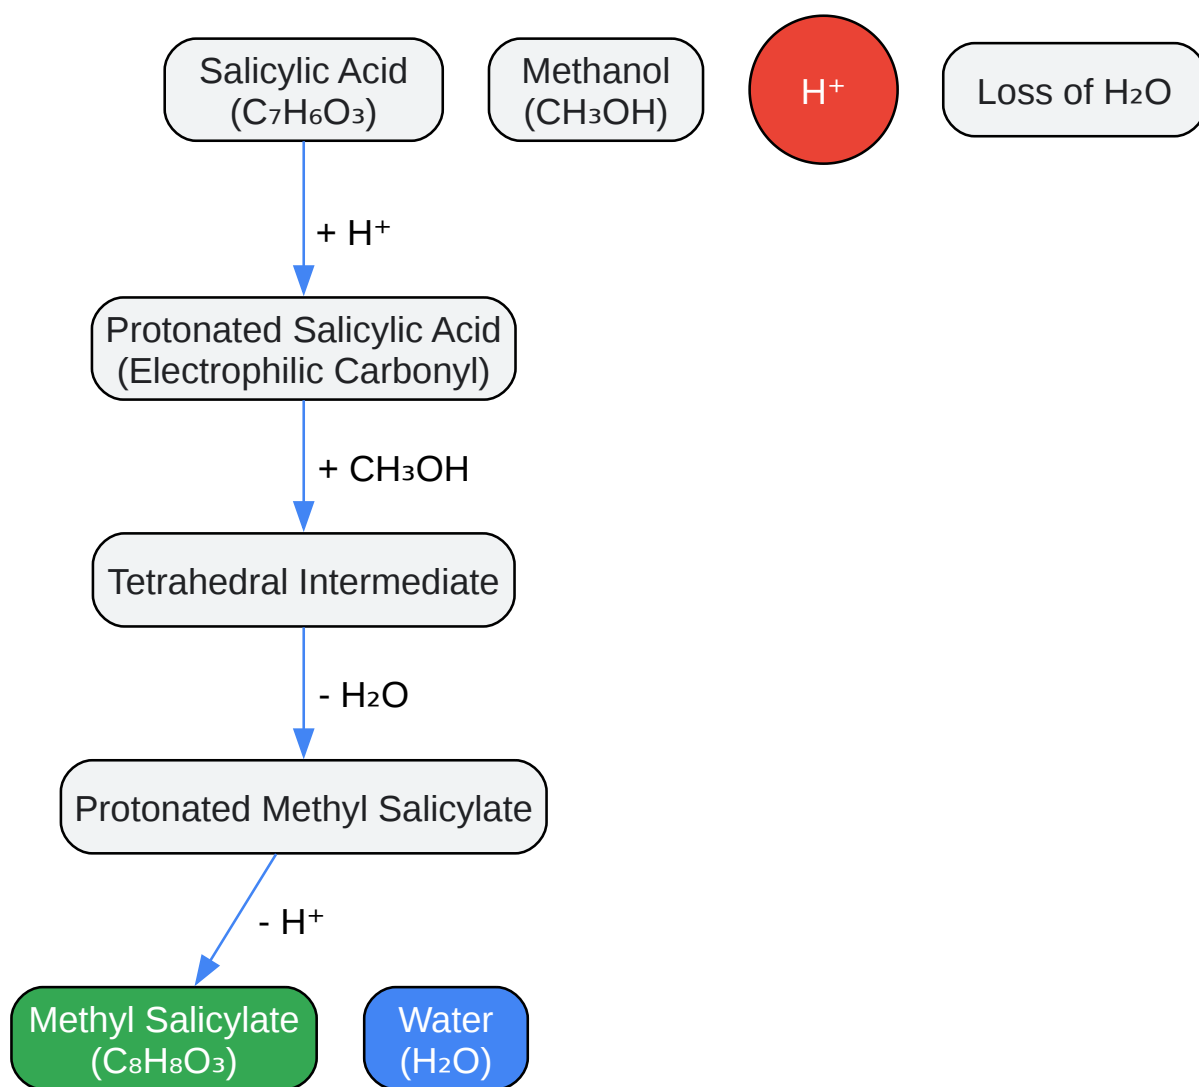 Salicylic Acid
(C₇H₆O₃)
Methanol
(CH₃OH)
H⁺
Loss of H₂O
+ H⁺
Protonated Salicylic Acid
(Electrophilic Carbonyl)
+ CH₃OH
Tetrahedral Intermediate
- H₂O
Protonated Methyl Salicylate
- H⁺
Methyl Salicylate
(C₈H₈O₃)
Water
(H₂O)